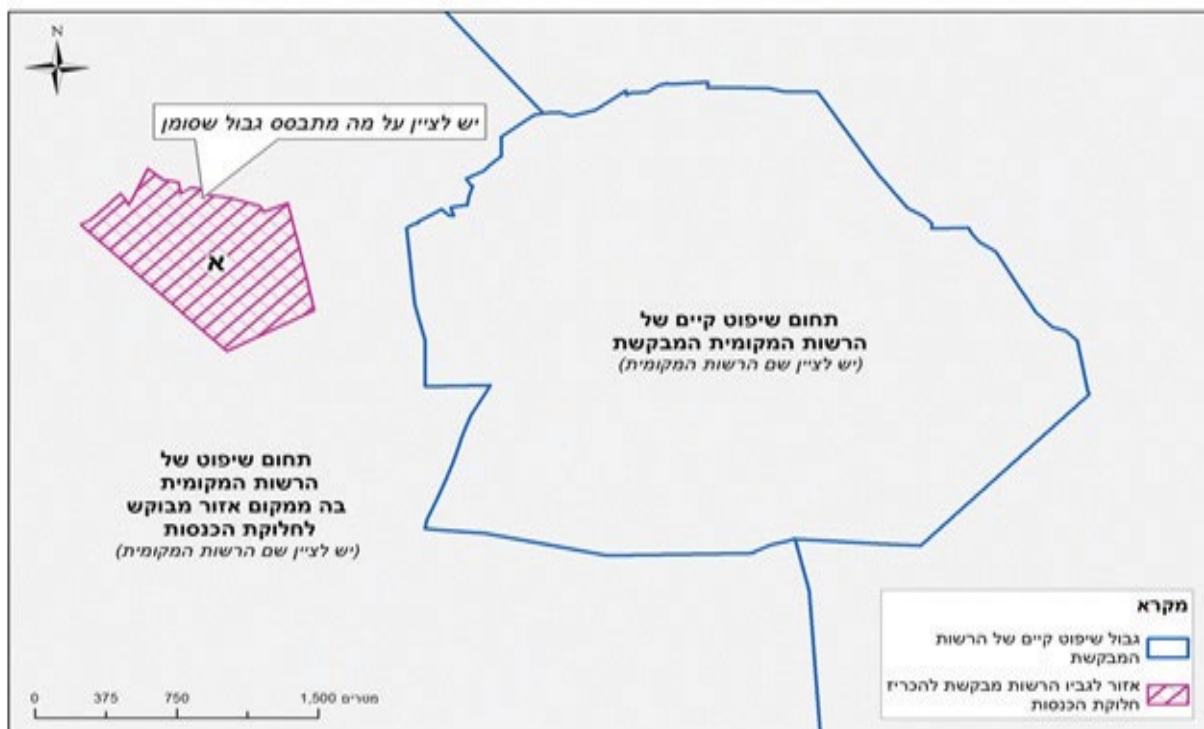 N
יש לציין על מה מתבסס גבול שסומן
א
תחום שיפוט קיים של
הרשות המקומית המבקשת
(יש לציין שם הרשות המקומית)
תחום שיפוט של
הרשות המקומית
בה ממקום אזור מבוקש
לחלוקת הכנסות
(יש לציין שם הרשות המקומית)
מקרא
גבול שיפוט קיים של הרשות
המבקשת
אזור לגביו הרשות מבקשת להכריז
חלוקת הכנסות
0 375 750 1,500 מטרים